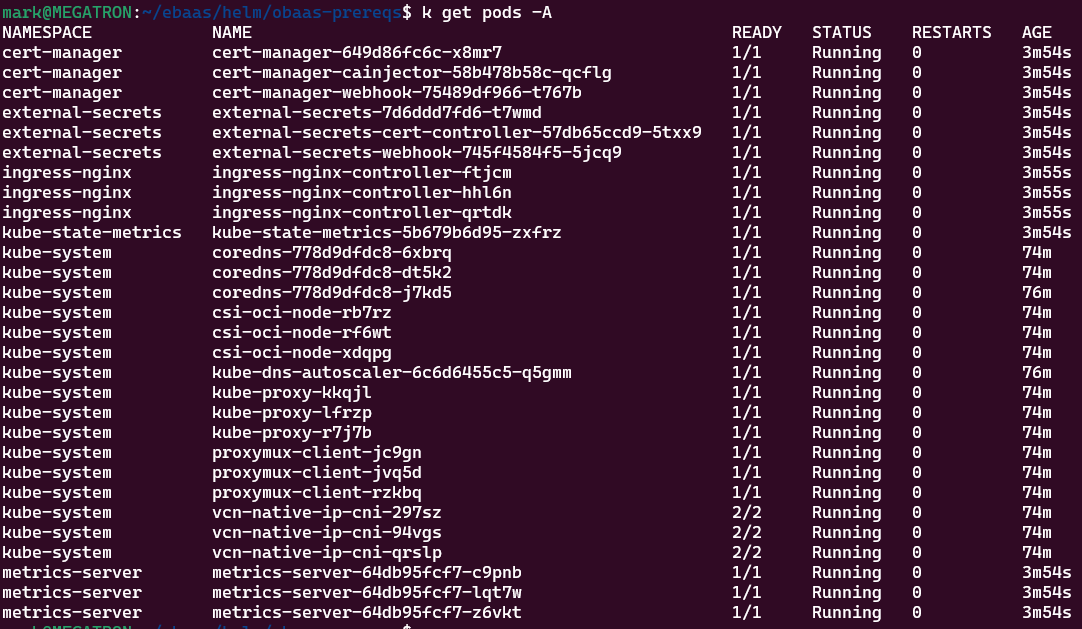 mark@MEGATRON:~/ebaas/helm/obaas-prereqs$ k get pods -A
NAMESPACE NAME READY STATUS RESTARTS AGE
cert-manager cert-manager-649d86fc6c-x8mr7 1/1 Running 0 3m54s
cert-manager cert-manager-cainjector-58b478b58c-qcflg 1/1 Running 0 3m54s
cert-manager cert-manager-webhook-75489df966-t767b 1/1 Running 0 3m54s
external-secrets external-secrets-7d6ddd7fd6-t7wmd 1/1 Running 0 3m54s
external-secrets external-secrets-cert-controller-57db65ccd9-5txx9 1/1 Running 0 3m54s
external-secrets external-secrets-webhook-745f4584f5-5jcq9 1/1 Running 0 3m54s
ingress-nginx ingress-nginx-controller-ftjcm 1/1 Running 0 3m55s
ingress-nginx ingress-nginx-controller-hhl6n 1/1 Running 0 3m55s
ingress-nginx ingress-nginx-controller-qrtdk 1/1 Running 0 3m55s
kube-state-metrics kube-state-metrics-5b679b6d95-zxfrz 1/1 Running 0 3m54s
kube-system coredns-778d9dfdc8-6xbrq 1/1 Running 0 74m
kube-system coredns-778d9dfdc8-dt5k2 1/1 Running 0 74m
kube-system coredns-778d9dfdc8-j7kd5 1/1 Running 0 76m
kube-system csi-oci-node-rb7rz 1/1 Running 0 74m
kube-system csi-oci-node-rf6wt 1/1 Running 0 74m
kube-system csi-oci-node-xdqpg 1/1 Running 0 74m
kube-system kube-dns-autoscaler-6c6d6455c5-q5gmm 1/1 Running 0 76m
kube-system kube-proxy-kkqjl 1/1 Running 0 74m
kube-system kube-proxy-lfrzp 1/1 Running 0 74m
kube-system kube-proxy-r7j7b 1/1 Running 0 74m
kube-system proxymux-client-jc9gn 1/1 Running 0 74m
kube-system proxymux-client-jvq5d 1/1 Running 0 74m
kube-system proxymux-client-rzkbq 1/1 Running 0 74m
kube-system vcn-native-ip-cni-297sz 2/2 Running 0 74m
kube-system vcn-native-ip-cni-94vgs 2/2 Running 0 74m
kube-system vcn-native-ip-cni-qrslp 2/2 Running 0 74m
metrics-server metrics-server-64db95fcf7-c9pnb 1/1 Running 0 3m54s
metrics-server metrics-server-64db95fcf7-lqt7w 1/1 Running 0 3m54s
metrics-server metrics-server-64db95fcf7-z6vkt 1/1 Running 0 3m54s